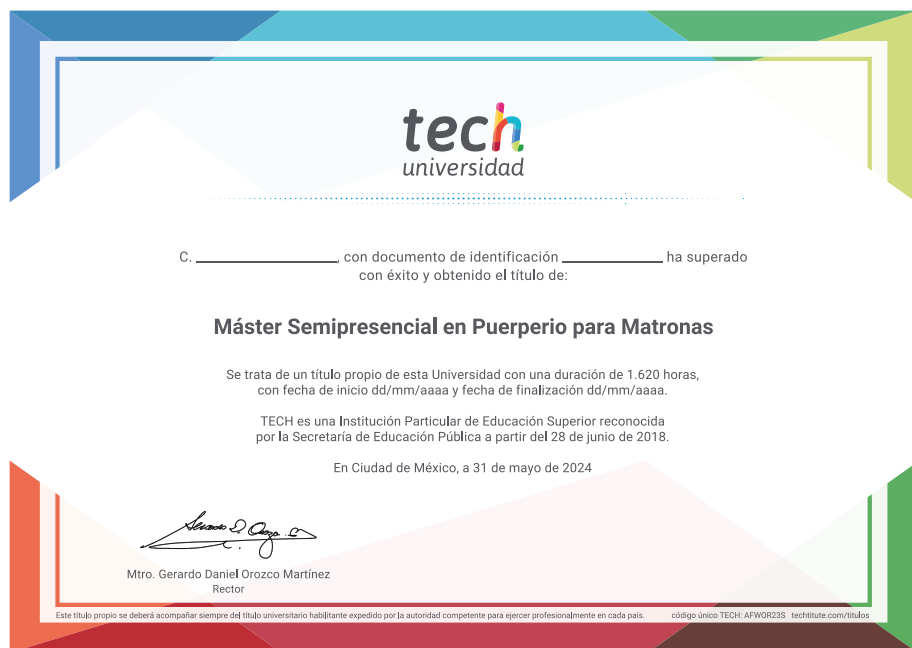 tech
universidad
C. ____________, con documento de identificación ____________ ha superado
con éxito y obtenido el título de:
Máster Semipresencial en Puerperio para Matronas
Se trata de un título propio de esta Universidad con una duración de 1.620 horas,
con fecha de inicio dd/mm/aaaa y fecha de finalización dd/mm/aaaa.
TECH es una Institución Particular de Educación Superior reconocida
por la Secretaría de Educación Pública a partir del 28 de junio de 2018.
En Ciudad de México, a 31 de mayo de 2024
Mtro. Gerardo Daniel Orozco Martínez
Rector
Este título propio se deberá acompañar siempre del título universitario habilitante expedido por la autoridad competente para ejercer profesionalmente en cada país. código único TECH: AFWOR23S techtitute.com/titulos